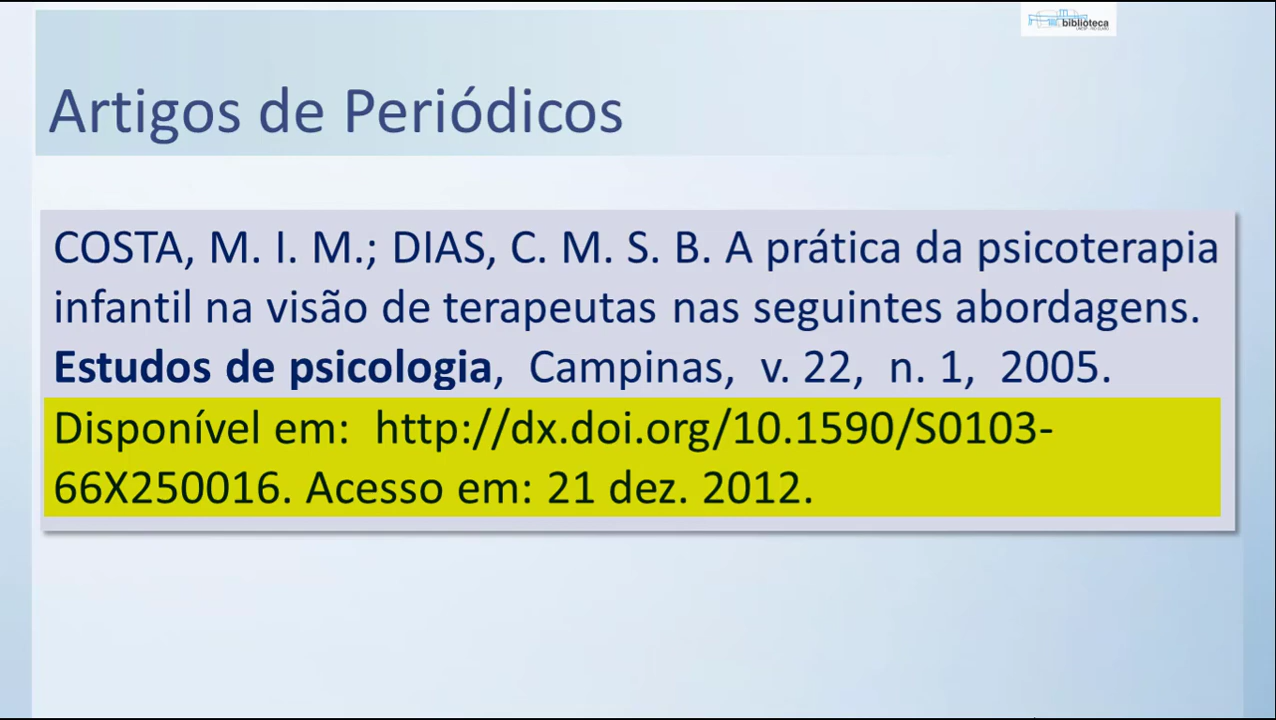 biblioteca
Artigos de Periódicos
COSTA, M. I. M.; DIAS, C. M. S. B. A prática da psicoterapia
infantil na visão de terapeutas nas seguintes abordagens.
Estudos de psicologia, Campinas, v. 22, n. 1, 2005.
Disponível em: http://dx.doi.org/10.1590/S0103-
66X250016. Acesso em: 21 dez. 2012.